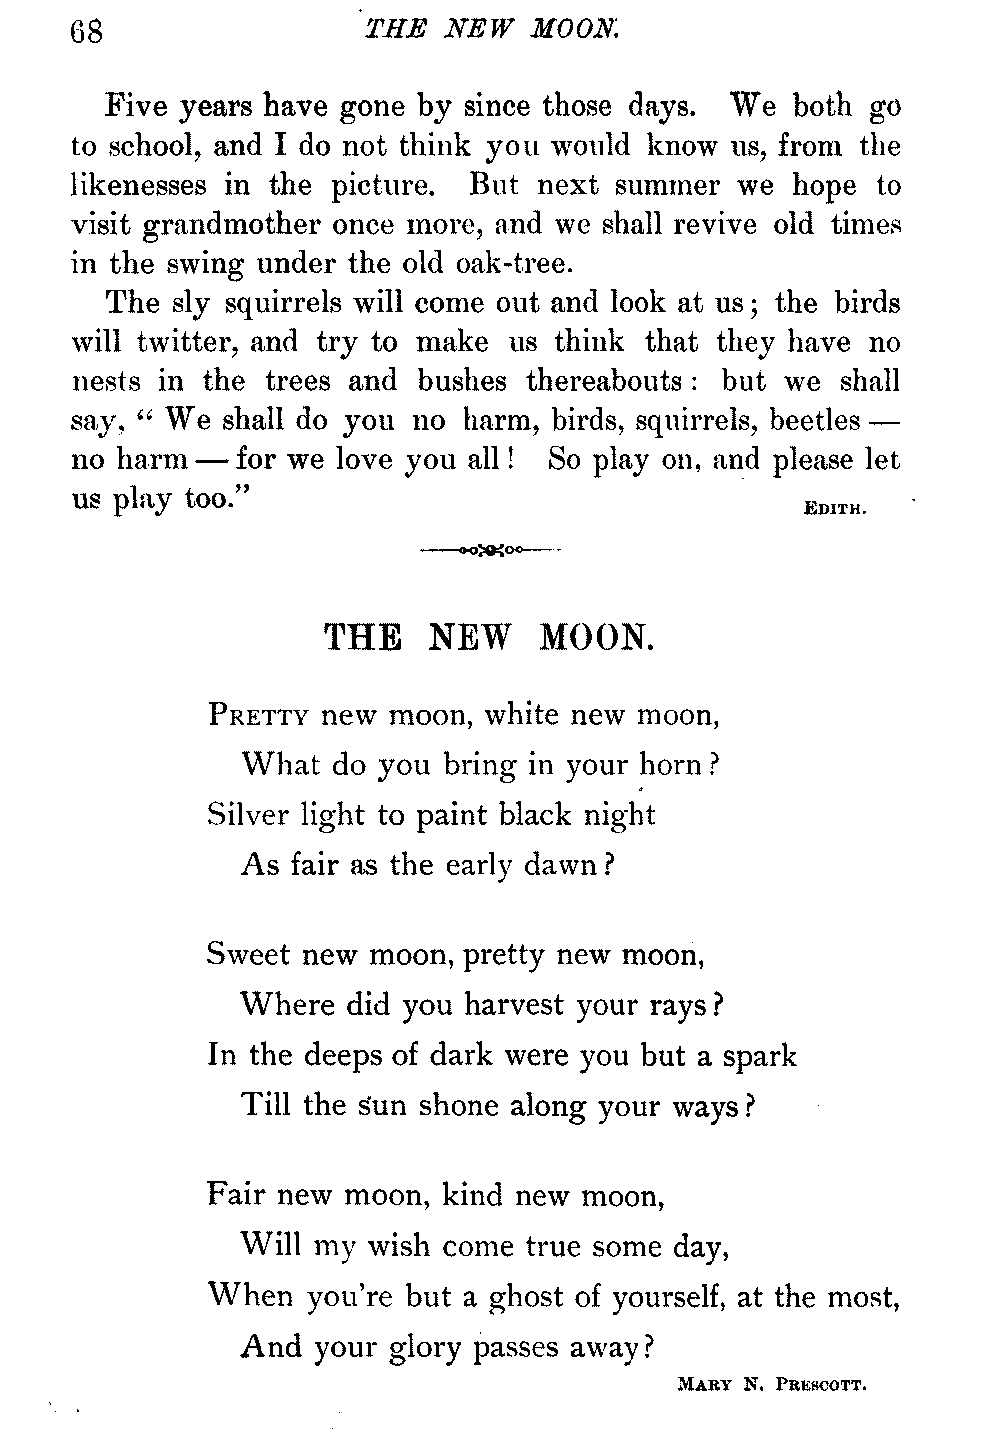 68 THE NEW MOON.
Five years have gone by since those days. We both go
to school, and I do not think you would know us, from the
likenesses in the picture. But next summer we hope to
visit grandmother once more, and we shall revive old times
in the swing under the old oak-tree.
The sly squirrels will come out and look at us; the birds
will twitter, and try to make us think that they have no
nests in the trees and bushes thereabouts: but we shall
say, “We shall do you no harm, birds, squirrels, beetles —
no harm — for we love you all! So play on, and please let
us play too.”
EDITH.
THE NEW MOON.
PRETTY new moon, white new moon,
What do you bring in your horn?
Silver light to paint black night
As fair as the early dawn?
Sweet new moon, pretty new moon,
Where did you harvest your rays?
In the deeps of dark were you but a spark
Till the sun shone along your ways?
Fair new moon, kind new moon,
Will my wish come true some day,
When you're but a ghost of yourself, at the most,
And your glory passes away?
MARY N. PRESCOTT.